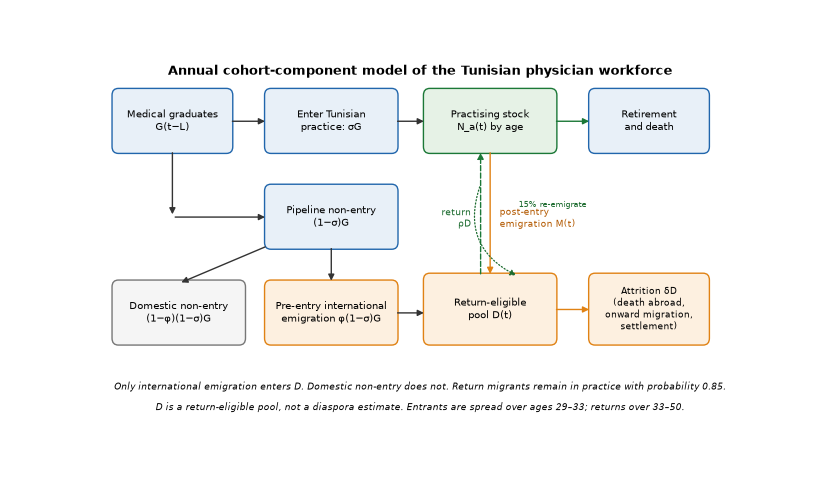 Annual cohort-component model of the Tunisian physician workforce
Medical graduates
G(t−L)
Enter Tunisian
practice: σG
Practising stock
N_a(t) by age
Retirement
and death
Pipeline non-entry
(1−σ)G
return
ρD
15% re-emigrate
post-entry
emigration M(t)
Domestic non-entry
(1−φ)(1−σ)G
Pre-entry international
emigration φ(1−σ)G
Return-eligible
pool D(t)
Attrition δD
(death abroad,
onward migration,
settlement)
Only international emigration enters D. Domestic non-entry does not. Return migrants remain in practice with probability 0.85.
D is a return-eligible pool, not a diaspora estimate. Entrants are spread over ages 29–33; returns over 33–50.